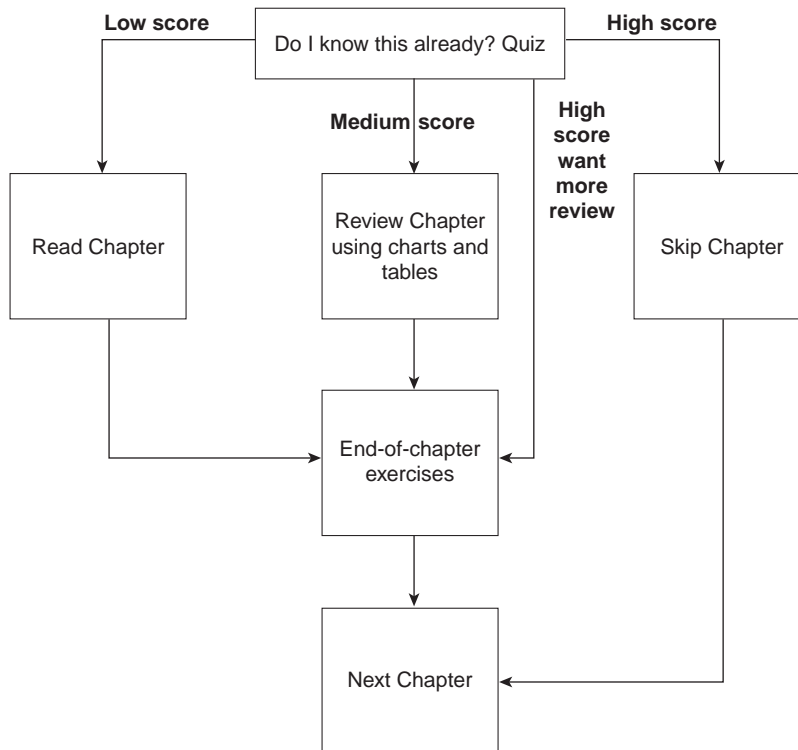 Low score
Do I know this already? Quiz
High score
Medium score
High
score
want
more
review
Read Chapter
Review Chapter
using charts and
tables
Skip Chapter
End-of-chapter
exercises
Next Chapter